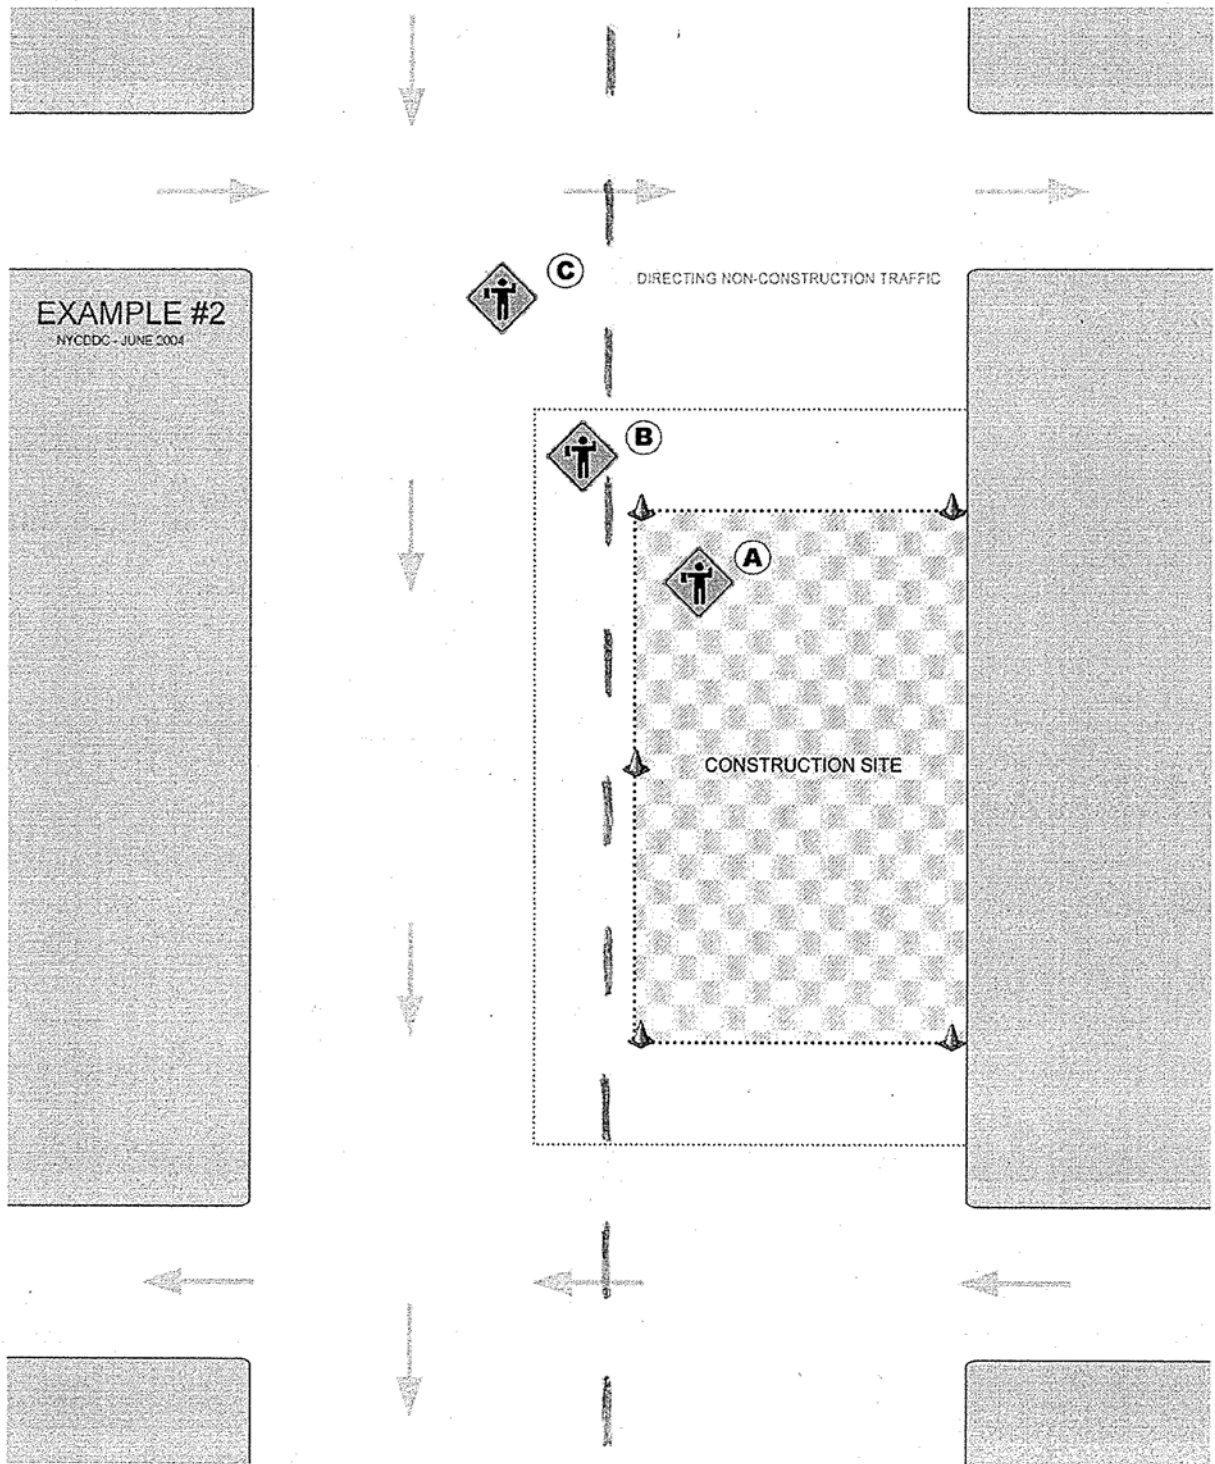 C
DIRECTING NON-CONSTRUCTION TRAFFIC
EXAMPLE #2
NYCDDC - JUNE 2004
B
A
CONSTRUCTION SITE